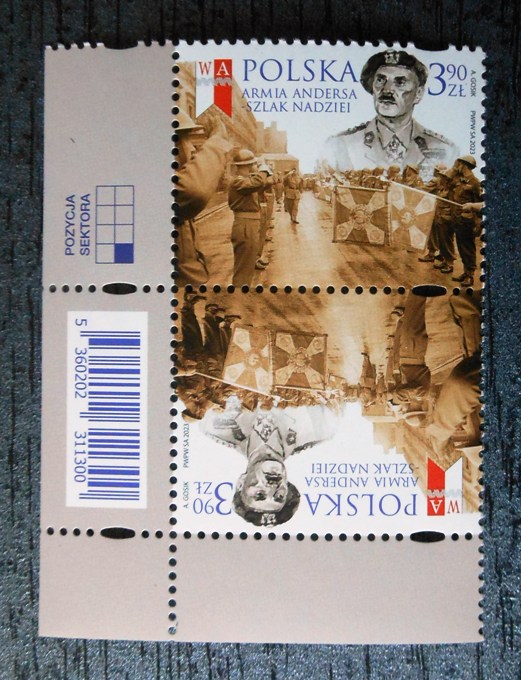 WA
POLSKA
ARMIA ANDERSA
-SZLAK NADZIEI
3,90
ZŁ
A. GOSIK
PWPW SA 2023
POZYCJA
SEKTORA
5 360202 311300
WA
POLSKA
ARMIA ANDERSA
-SZLAK NADZIEI
3,90
ZŁ
A. GOSIK
PWPW SA 2023